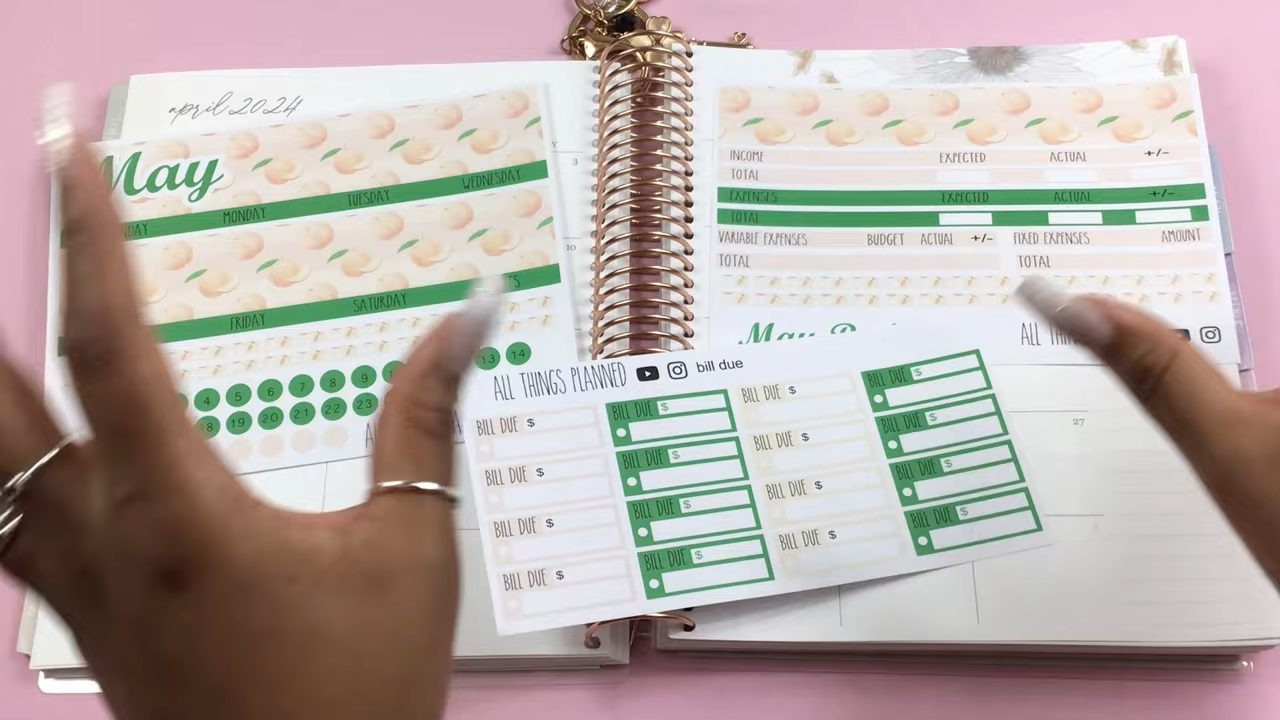 april 2024
May
MONDAY TUESDAY WEDNESDAY
FRIDAY SATURDAY
4 5 6 7 8 9
13 14
19 20 21 22 23
3
10
INCOME EXPECTED ACTUAL +/-
TOTAL
EXPENSES EXPECTED ACTUAL +/-
TOTAL
VARIABLE EXPENSES BUDGET ACTUAL +/- FIXED EXPENSES AMOUNT
TOTAL TOTAL
May
ALL
27
ALL THINGS PLANNED bill due
BILL DUE $ BILL DUE $ BILL DUE $ BILL DUE $
BILL DUE $ BILL DUE $ BILL DUE $ BILL DUE $
BILL DUE $ BILL DUE $ BILL DUE $ BILL DUE $
BILL DUE $ BILL DUE $ BILL DUE $ BILL DUE $